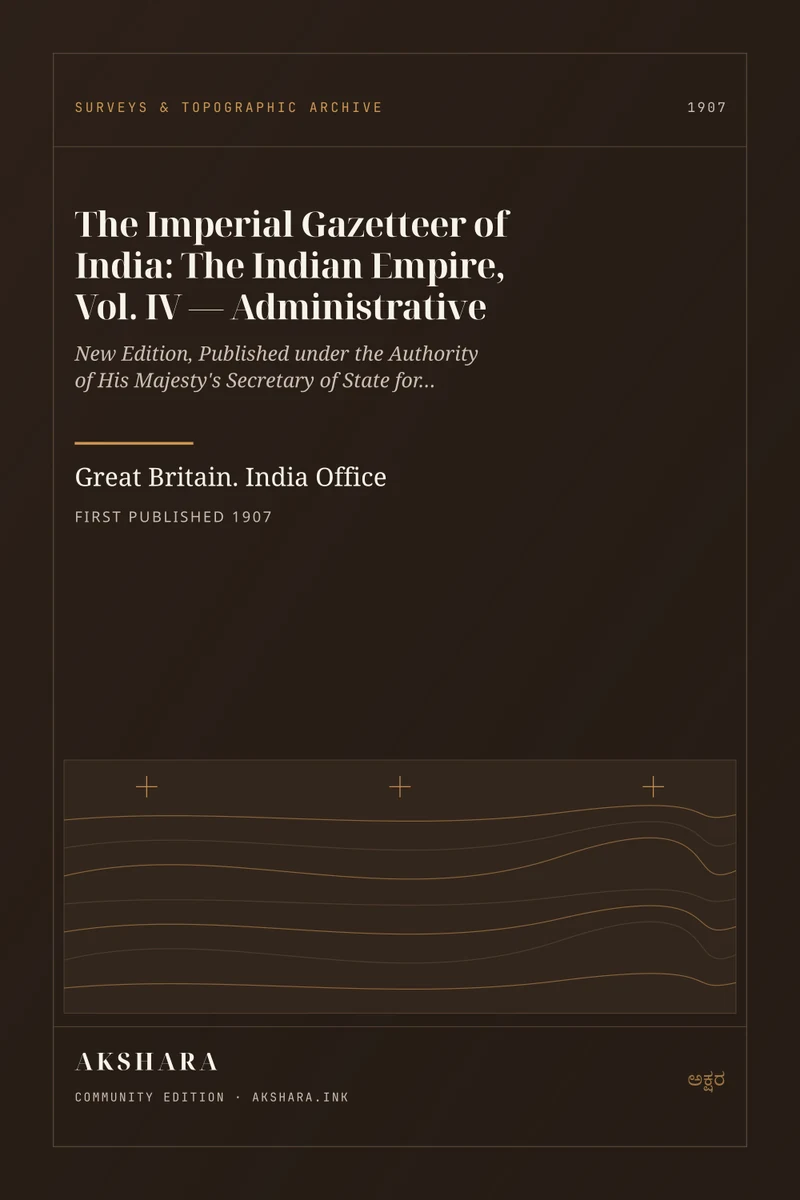 SURVEYS & TOPOGRAPHIC ARCHIVE
1907
The Imperial Gazetteer of
India: The Indian Empire,
Vol. IV — Administrative
New Edition, Published under the Authority
of His Majesty's Secretary of State for...
Great Britain. India Office
FIRST PUBLISHED 1907
AKSHARA
COMMUNITY EDITION · AKSHARA.INK
ಅಕ್ಷರ